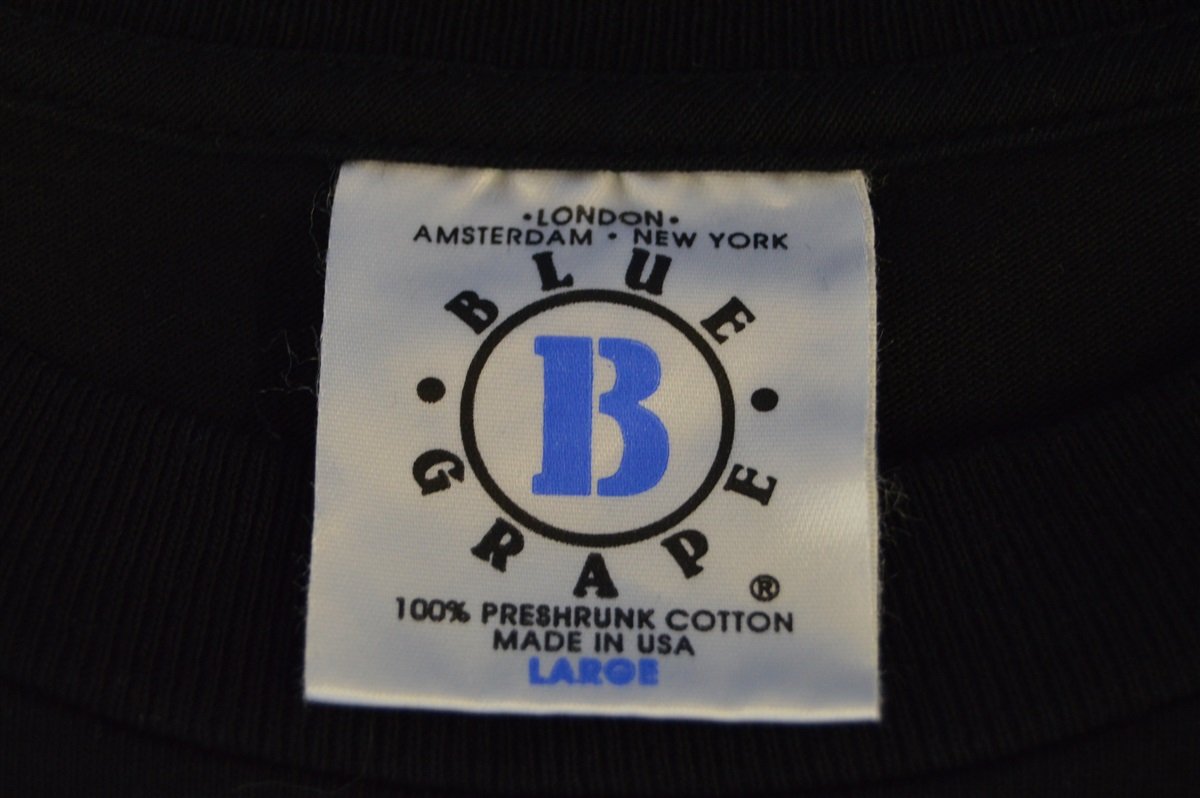 •LONDON•
AMSTERDAM • NEW YORK
BLUE
B
• GRAPE •
®
100% PRESHRUNK COTTON
MADE IN USA
LARGE